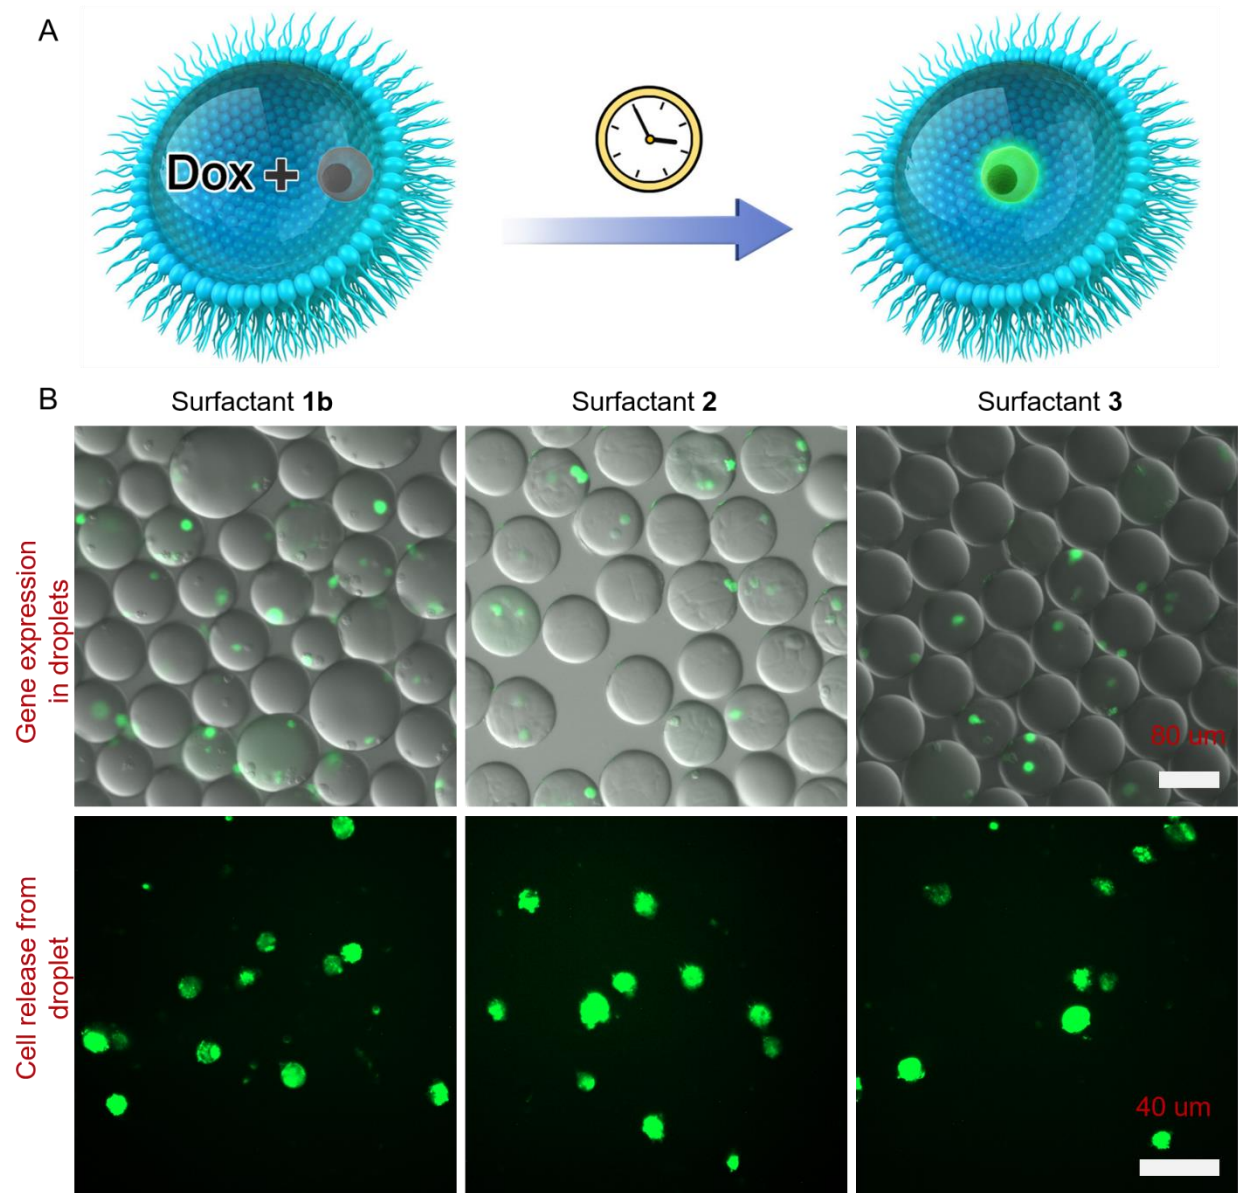 A
Dox +
B
Surfactant 1b
Surfactant 2
Surfactant 3
Gene expression
in droplets
80 um
Cell release from
droplet
40 um